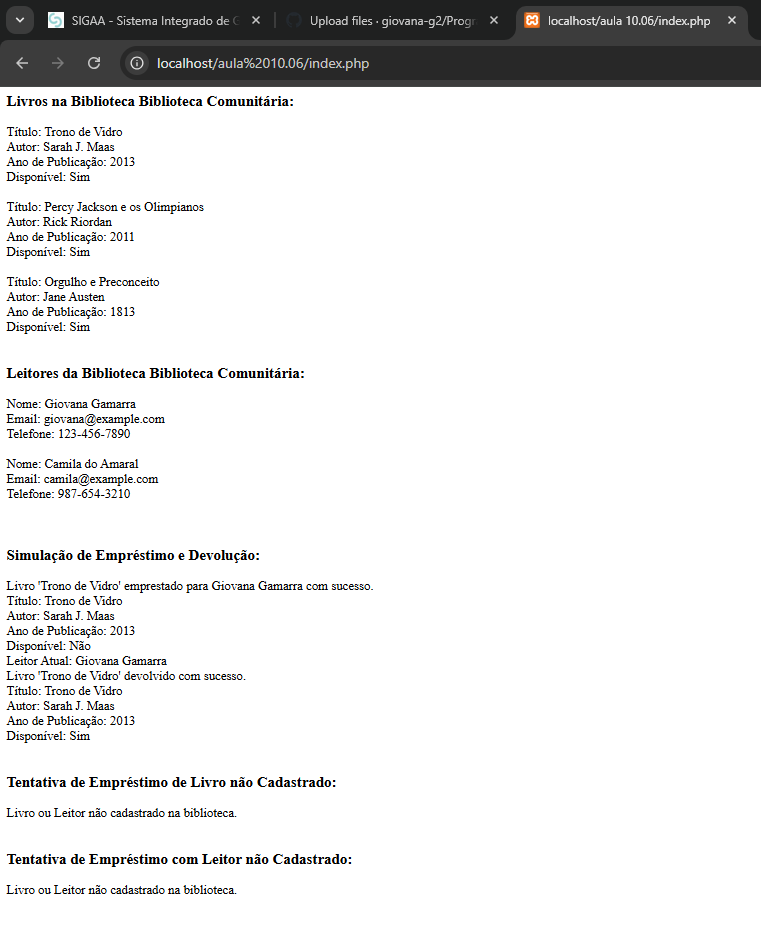 SIGAA - Sistema Integrado de G
Upload files · giovana-g2/Progr
localhost/aula 10.06/index.php
localhost/aula%2010.06/index.php
Livros na Biblioteca Biblioteca Comunitária:
Título: Trono de Vidro
Autor: Sarah J. Maas
Ano de Publicação: 2013
Disponível: Sim
Título: Percy Jackson e os Olimpianos
Autor: Rick Riordan
Ano de Publicação: 2011
Disponível: Sim
Título: Orgulho e Preconceito
Autor: Jane Austen
Ano de Publicação: 1813
Disponível: Sim
Leitores da Biblioteca Biblioteca Comunitária:
Nome: Giovana Gamarra
Email: giovana@example.com
Telefone: 123-456-7890
Nome: Camila do Amaral
Email: camila@example.com
Telefone: 987-654-3210
Simulação de Empréstimo e Devolução:
Livro 'Trono de Vidro' emprestado para Giovana Gamarra com sucesso.
Título: Trono de Vidro
Autor: Sarah J. Maas
Ano de Publicação: 2013
Disponível: Não
Leitor Atual: Giovana Gamarra
Livro 'Trono de Vidro' devolvido com sucesso.
Título: Trono de Vidro
Autor: Sarah J. Maas
Ano de Publicação: 2013
Disponível: Sim
Tentativa de Empréstimo de Livro não Cadastrado:
Livro ou Leitor não cadastrado na biblioteca.
Tentativa de Empréstimo com Leitor não Cadastrado:
Livro ou Leitor não cadastrado na biblioteca.